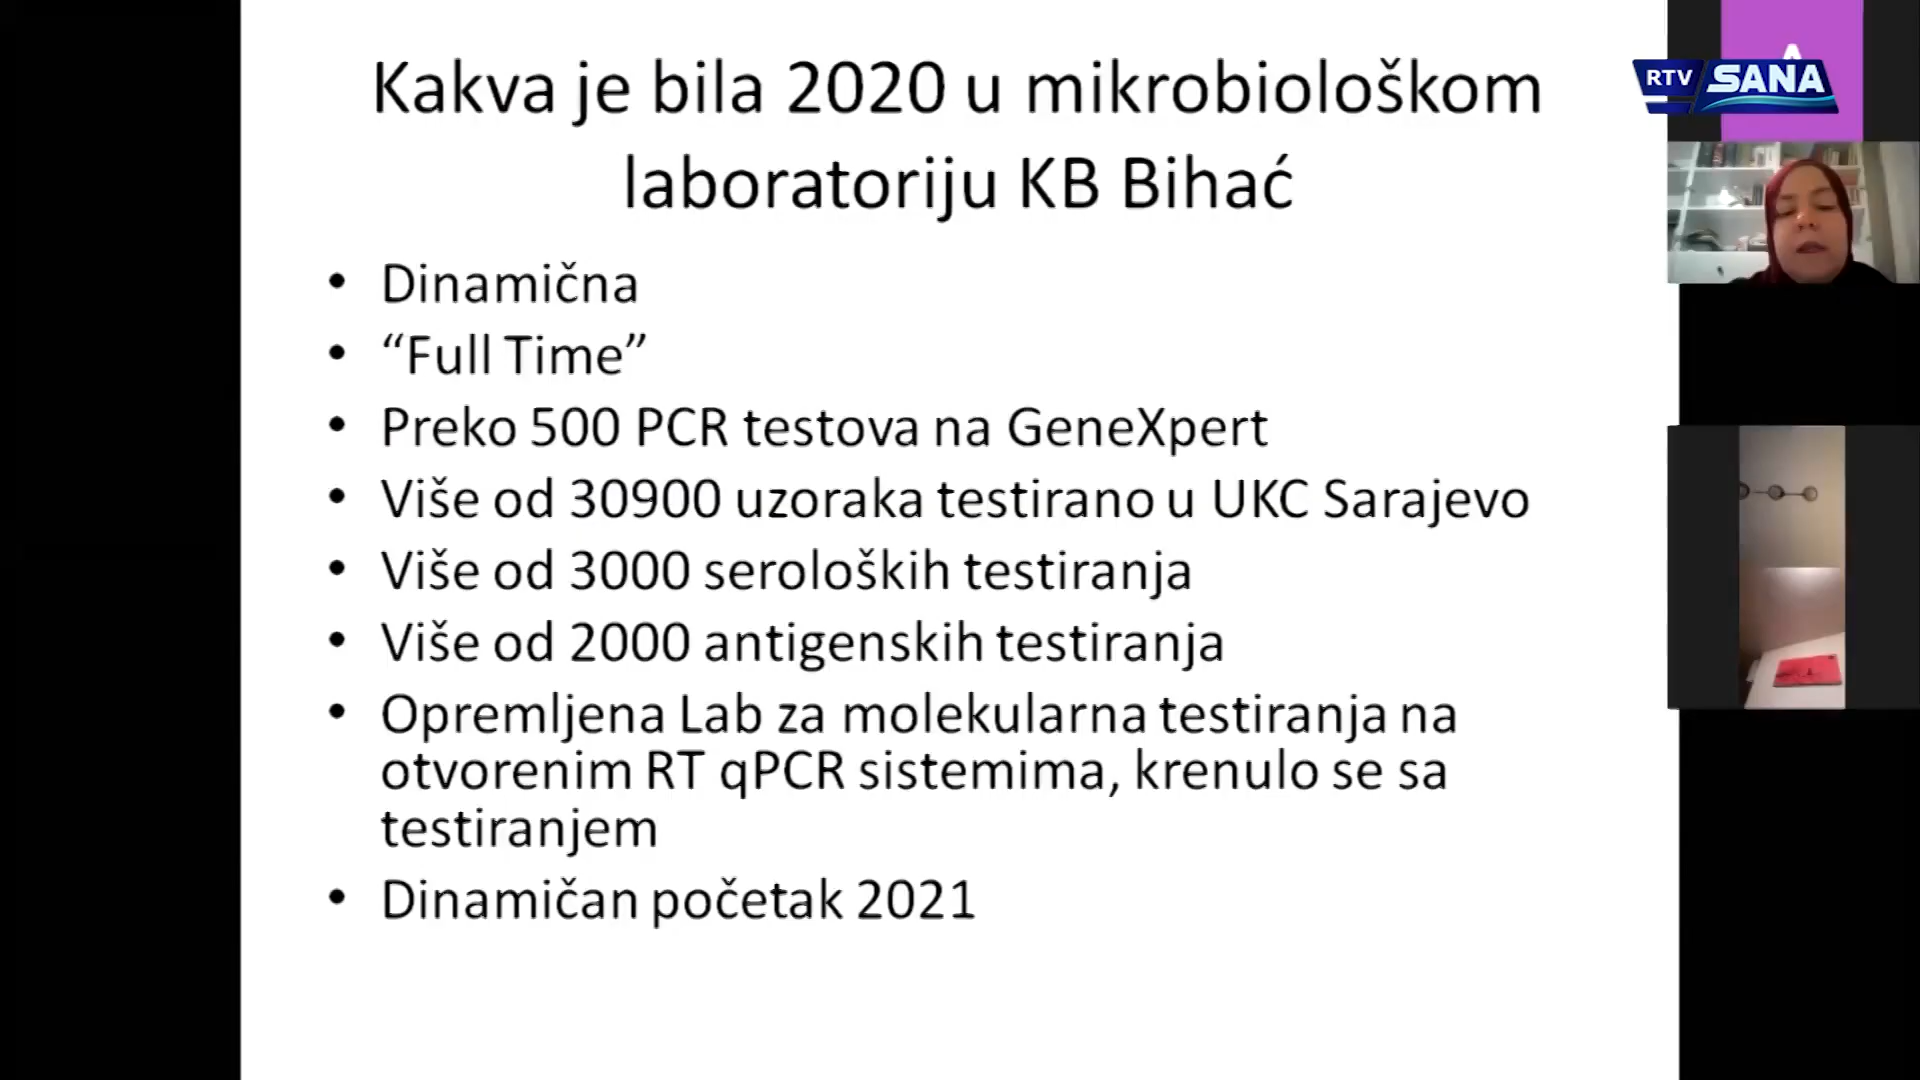 Kakva je bila 2020 u mikrobiološkom
laboratoriju KB Bihać
• Dinamična
• “Full Time”
• Preko 500 PCR testova na GeneXpert
• Više od 30900 uzoraka testirano u UKC Sarajevo
• Više od 3000 seroloških testiranja
• Više od 2000 antigenskih testiranja
• Opremljena Lab za molekularna testiranja na
otvorenim RT qPCR sistemima, krenulo se sa
testiranjem
• Dinamičan početak 2021
RTV SANA
A